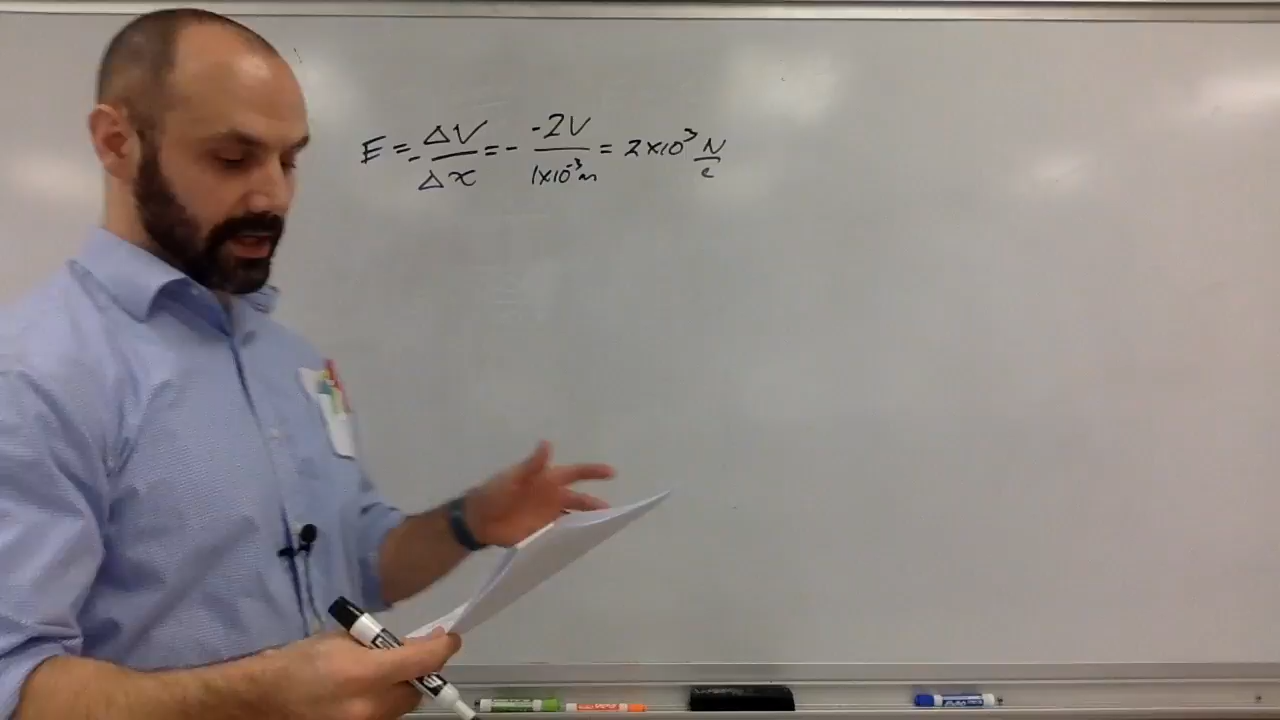 E = - ΔV/Δx = - -2V/1x10⁻³m = 2x10³ N/c